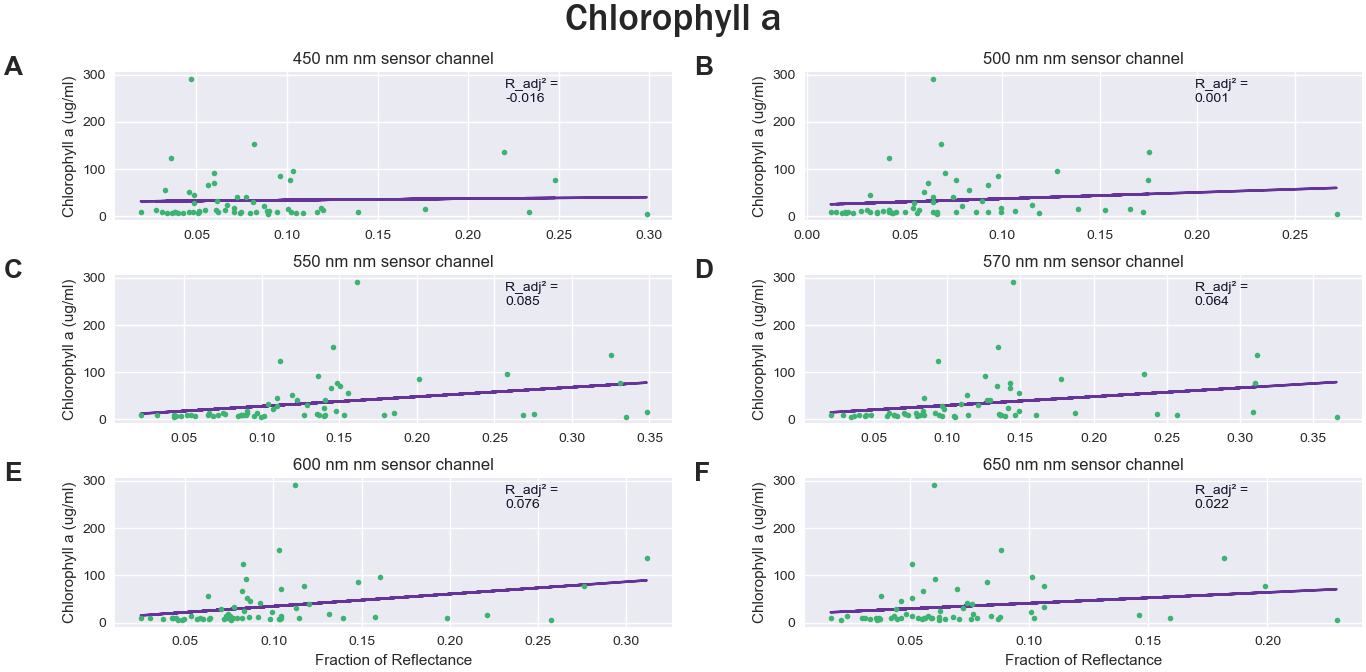 Chlorophyll a
A
450 nm nm sensor channel
Chlorophyll a (ug/ml)
300
200
100
0
R_adj² =
-0.016
0.05
0.10
0.15
0.20
0.25
0.30
B
500 nm nm sensor channel
Chlorophyll a (ug/ml)
300
200
100
0
R_adj² =
0.001
0.00
0.05
0.10
0.15
0.20
0.25
C
550 nm nm sensor channel
Chlorophyll a (ug/ml)
300
200
100
0
R_adj² =
0.085
0.05
0.10
0.15
0.20
0.25
0.30
0.35
D
570 nm nm sensor channel
Chlorophyll a (ug/ml)
300
200
100
0
R_adj² =
0.064
0.05
0.10
0.15
0.20
0.25
0.30
0.35
E
600 nm nm sensor channel
Chlorophyll a (ug/ml)
300
200
100
0
R_adj² =
0.076
0.05
0.10
0.15
0.20
0.25
0.30
Fraction of Reflectance
F
650 nm nm sensor channel
Chlorophyll a (ug/ml)
300
200
100
0
R_adj² =
0.022
0.05
0.10
0.15
0.20
Fraction of Reflectance